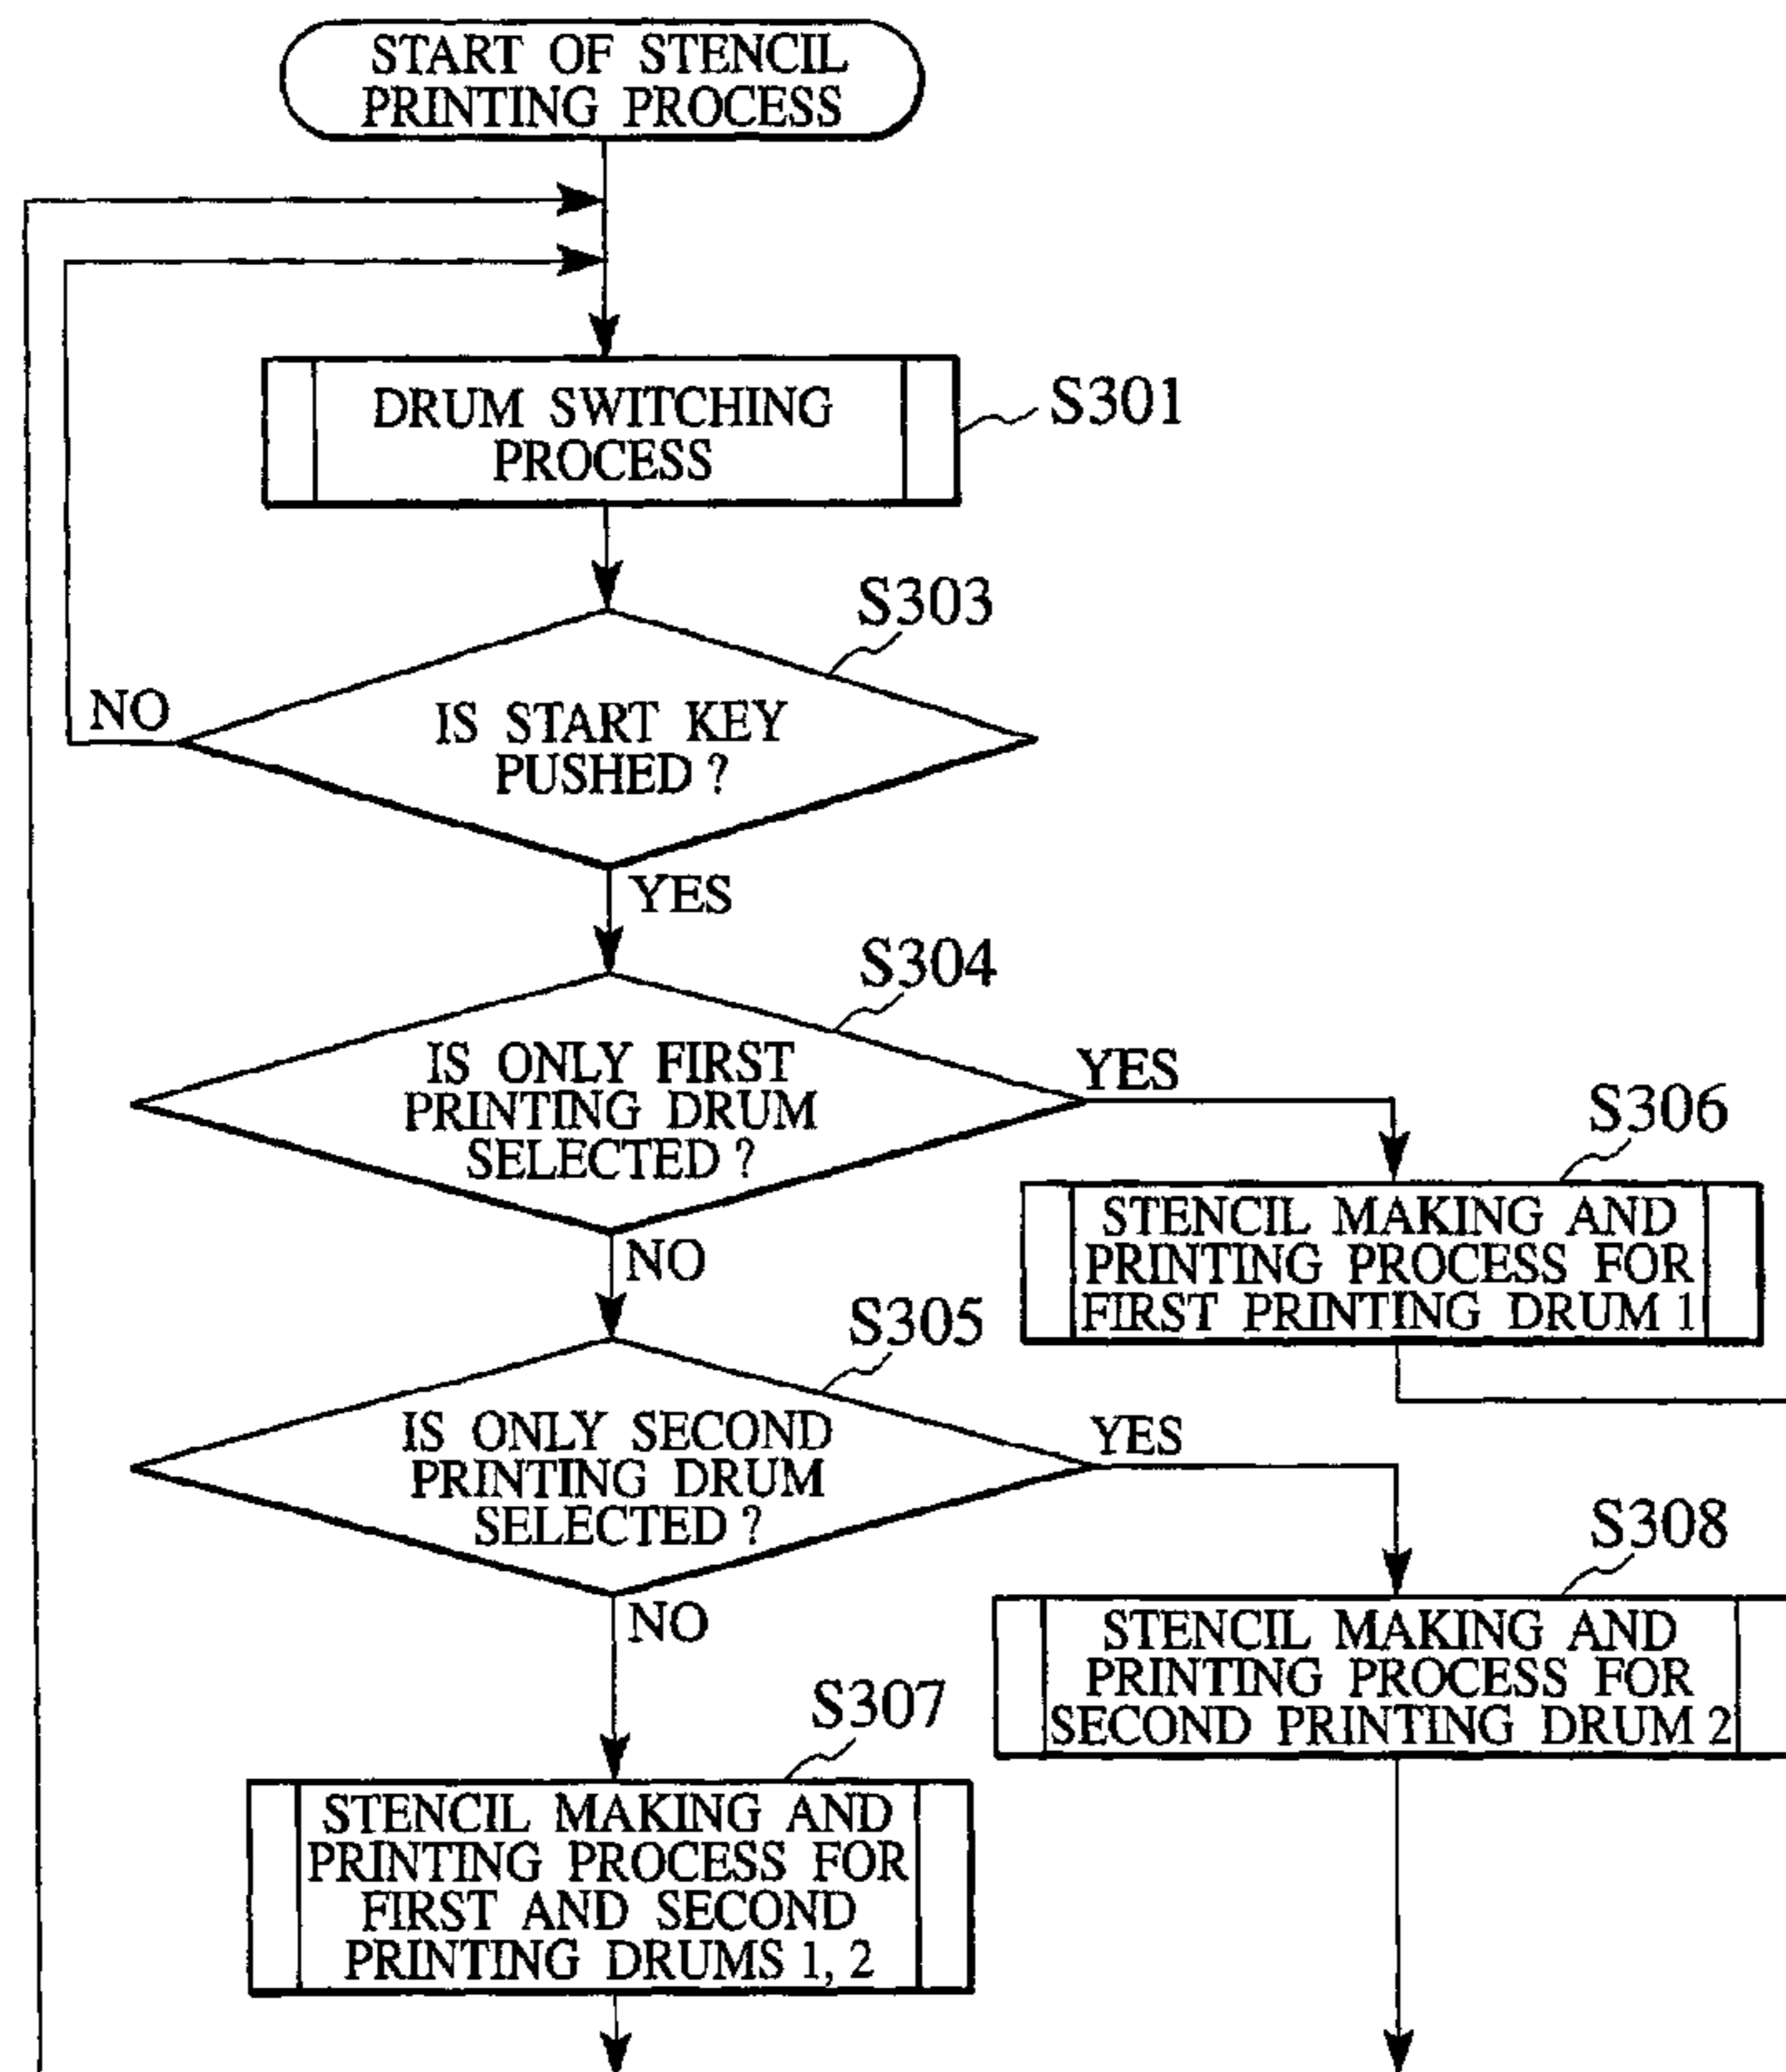 START OF STENCIL
PRINTING PROCESS
DRUM SWITCHING
PROCESS
S301
S303
NO
IS START KEY
PUSHED ?
YES
S304
IS ONLY FIRST
PRINTING DRUM
SELECTED ?
YES
S306
STENCIL MAKING AND
PRINTING PROCESS FOR
FIRST PRINTING DRUM 1
NO
S305
IS ONLY SECOND
PRINTING DRUM
SELECTED ?
YES
S308
STENCIL MAKING AND
PRINTING PROCESS FOR
SECOND PRINTING DRUM 2
NO
S307
STENCIL MAKING AND
PRINTING PROCESS FOR
FIRST AND SECOND
PRINTING DRUMS 1, 2